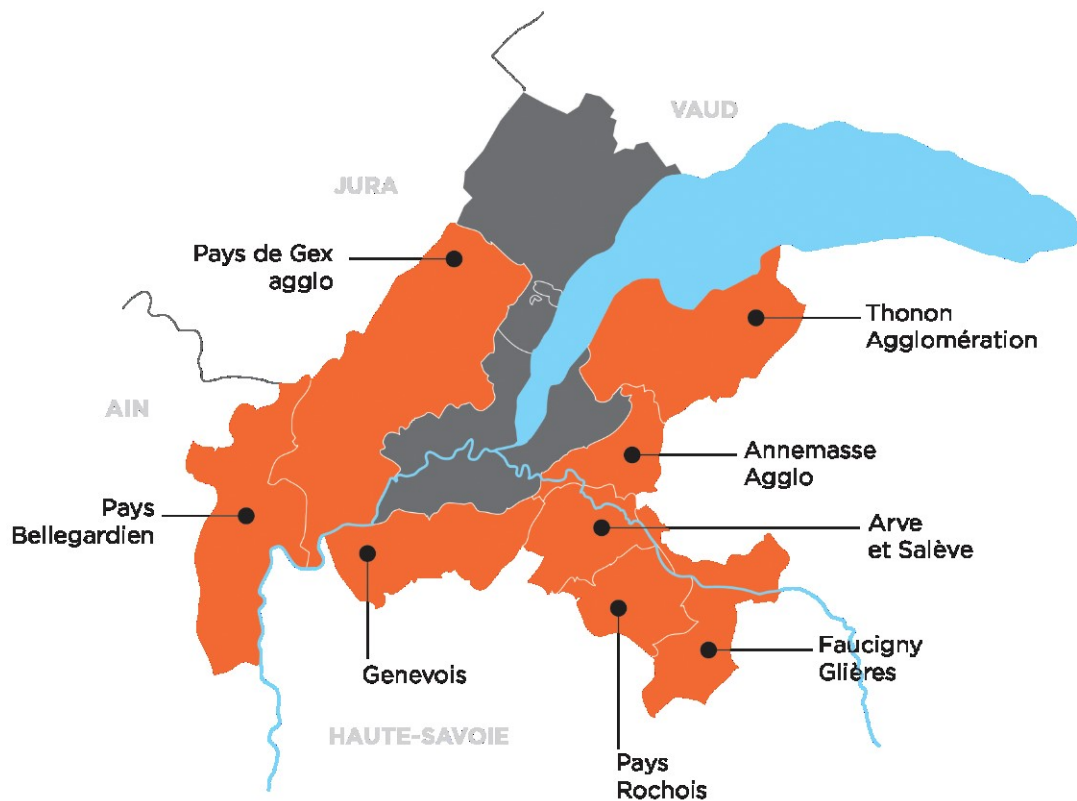 VAUD
JURA
Pays de Gex
agglo
Thonon
Agglomération
AIN
Annemasse
Agglo
Pays
Bellegardien
Arve
et Salève
Genevois
Faucigny
Glières
HAUTE-SAVOIE
Pays
Rochois